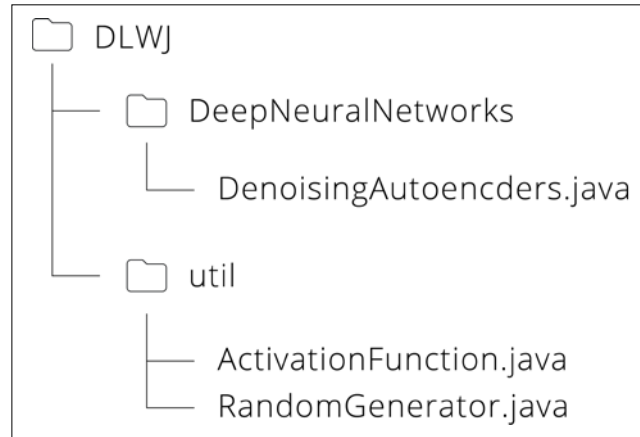 DLWJ
DeepNeuralNetworks
DenoisingAutoencders.java
util
ActivationFunction.java
RandomGenerator.java